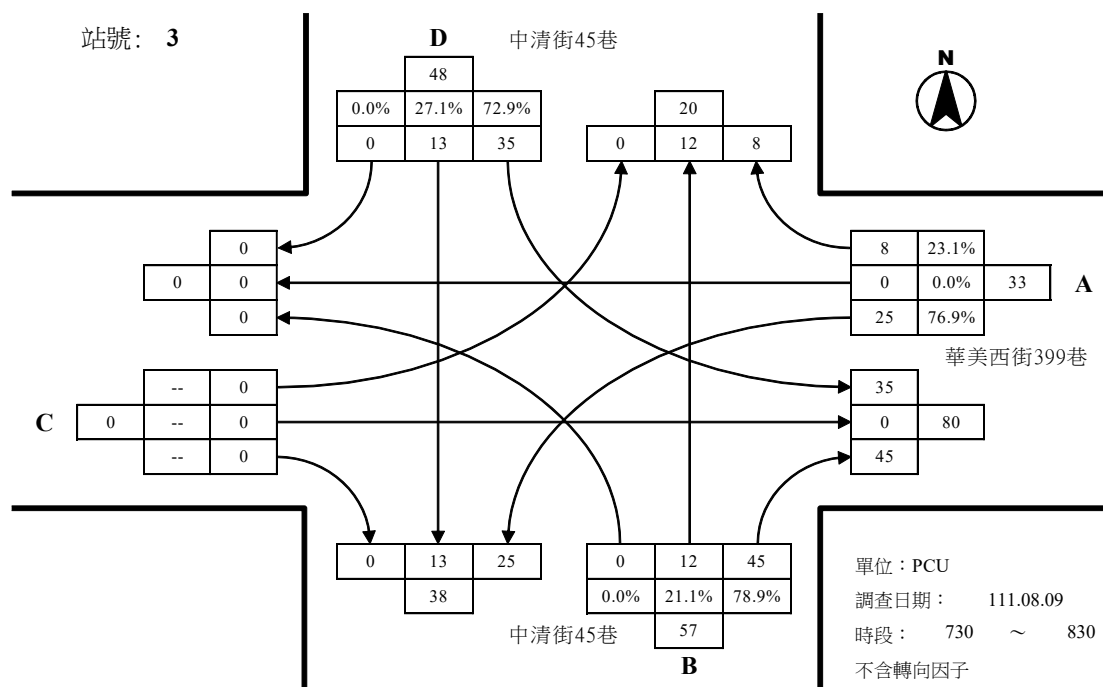 站號： 3
D 中清街45巷
N
48
0.0% 27.1% 72.9%
0 13 35
20
0 12 8
0
0 0
0
8 23.1%
0 0.0% 33
25 76.9%
A
華美西街399巷
C
-- 0
0 -- 0
-- 0
35
0 80
45
0 13 25
38
0 12 45
0.0% 21.1% 78.9%
57
中清街45巷
B
單位：PCU
調查日期： 111.08.09
時段： 730 ～ 830
不含轉向因子